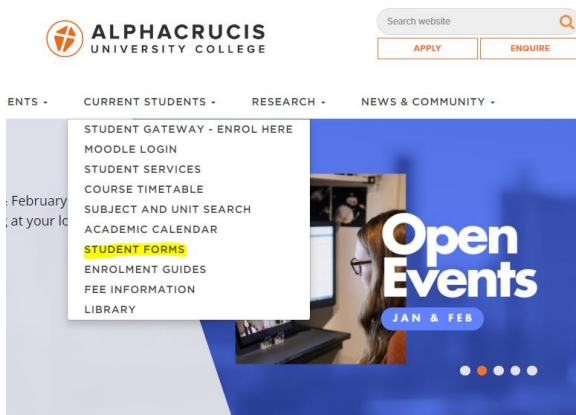 ALPHACRUCIS
UNIVERSITY COLLEGE
Search website
APPLY ENQUIRE
ENTS CURRENT STUDENTS RESEARCH NEWS & COMMUNITY
STUDENT GATEWAY - ENROL HERE
MOODLE LOGIN
STUDENT SERVICES
COURSE TIMETABLE
SUBJECT AND UNIT SEARCH
ACADEMIC CALENDAR
STUDENT FORMS
ENROLMENT GUIDES
FEE INFORMATION
LIBRARY
February
at your lo
Open
Events
JAN & FEB